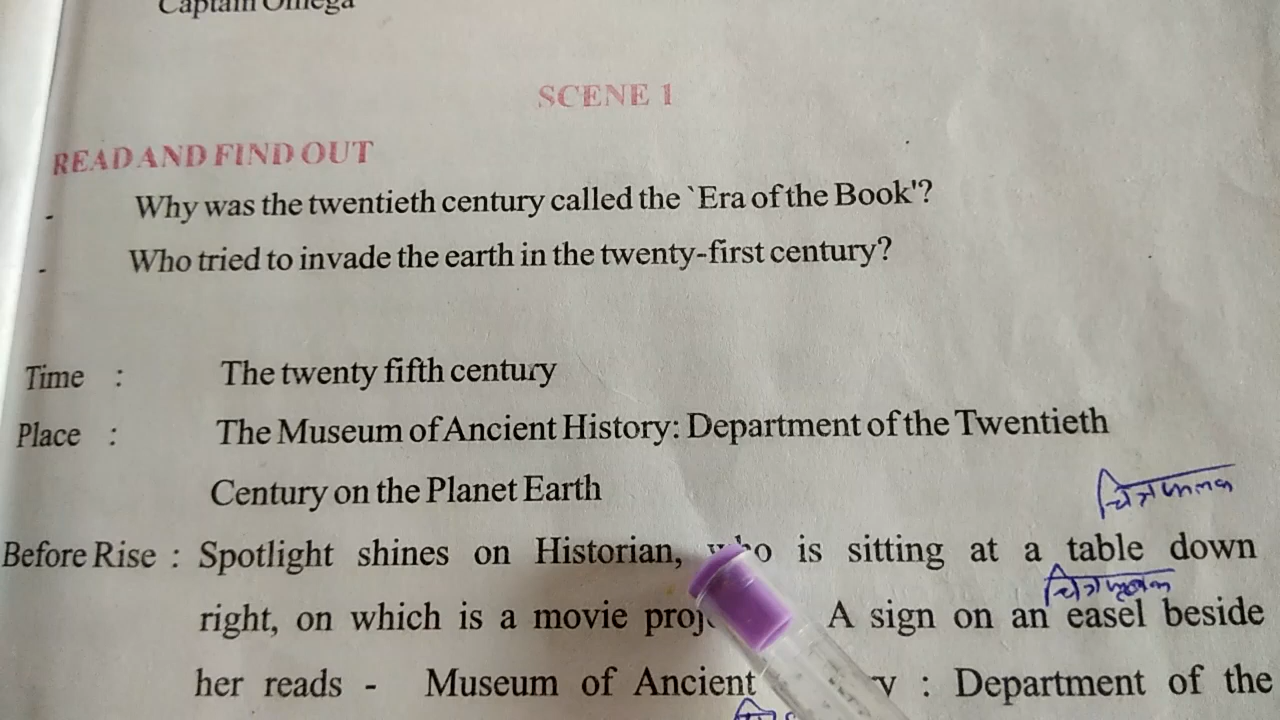 Captain Omega
SCENE 1
READ AND FIND OUT
- Why was the twentieth century called the `Era of the Book'?
- Who tried to invade the earth in the twenty-first century?
Time : The twenty fifth century
Place : The Museum of Ancient History: Department of the Twentieth
Century on the Planet Earth
चित्रफलक
Before Rise : Spotlight shines on Historian, who is sitting at a table down
right, on which is a movie A sign on an easel beside
her reads - Museum of Ancient : Department of the